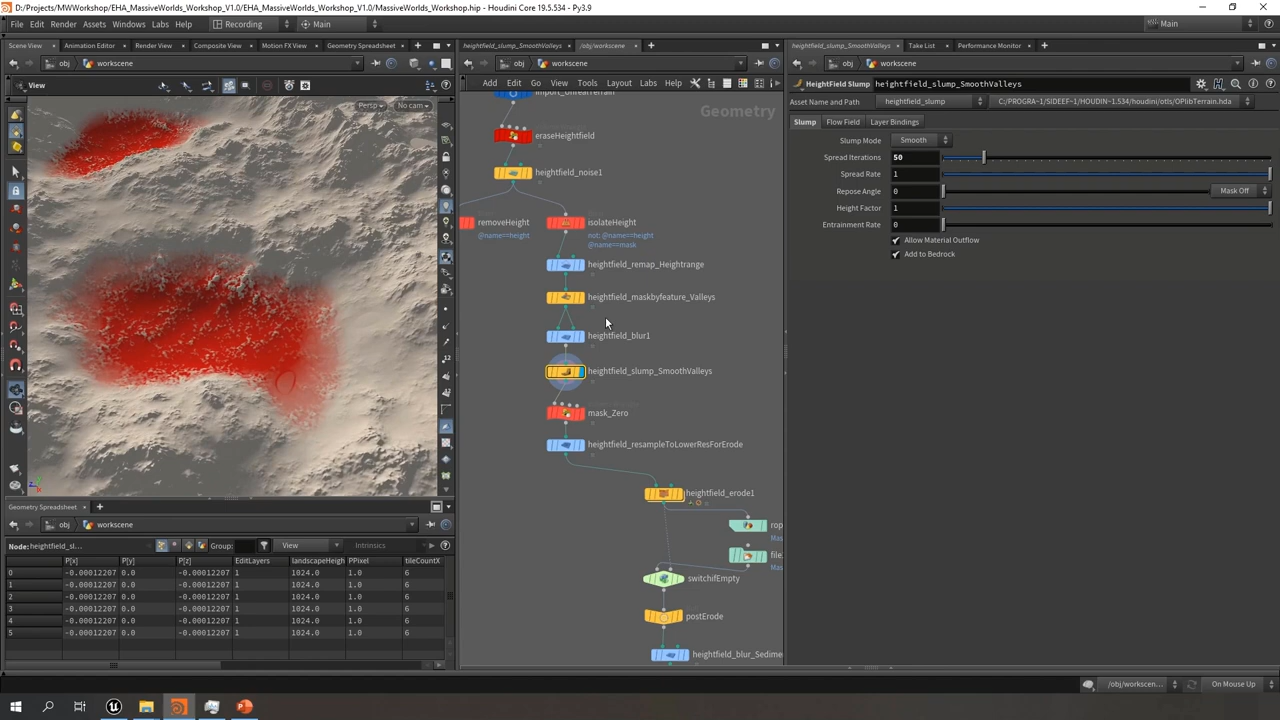 D:/Projects/MWWorkshop/EHA_MassiveWorlds_Workshop_V1.0/EHA_MassiveWorlds_Workshop_V1.0/MassiveWorlds_Workshop.hip - Houdini Core 19.5.534 - Py3.9
File Edit Render Assets Windows Labs Help Recording Main Main
Scene View Animation Editor Render View Composite View Motion FX View Geometry Spreadsheet
obj workscene
View
Persp No cam
heightfield_slump_SmoothValleys /obj/workscene
obj workscene
Add Edit Go View Tools Layout Labs Help
Geometry
eraseHeightfield
heightfield_noise1
removeHeight
@name==height
isolateHeight
not: @name==height
@name==mask
heightfield_remap_Heightrange
heightfield_maskbyfeature_Valleys
heightfield_blur1
heightfield_slump_SmoothValleys
mask_Zero
heightfield_resampleToLowerResForErode
heightfield_erode1
rop
Mas
file
Mas
switchifEmpty
postErode
heightfield_blur_Sedime
heightfield_slump_SmoothValleys Take List Performance Monitor
obj workscene
HeightField Slump heightfield_slump_SmoothValleys
Asset Name and Path heightfield_slump C:/PROGRA~1/SIDEEF~1/HOUDIN~1.534/houdini/otls/OPlibTerrain.hda
Slump Flow Field Layer Bindings
Slump Mode Smooth
Spread Iterations 50
Spread Rate 1
Repose Angle 0 Mask Off
Height Factor 1
Entrainment Rate 0
Allow Material Outflow
Add to Bedrock
Geometry Spreadsheet
obj workscene
Node: heightfield_sl... Group: View Intrinsics
P[x] P[y] P[z] EditLayers landscapeHeigh PPixel tileCountX
0 -0.00012207 0.0 -0.00012207 1 1024.0 1.0 6
1 -0.00012207 0.0 -0.00012207 1 1024.0 1.0 6
2 -0.00012207 0.0 -0.00012207 1 1024.0 1.0 6
3 -0.00012207 0.0 -0.00012207 1 1024.0 1.0 6
4 -0.00012207 0.0 -0.00012207 1 1024.0 1.0 6
5 -0.00012207 0.0 -0.00012207 1 1024.0 1.0 6
/obj/workscen... On Mouse Up